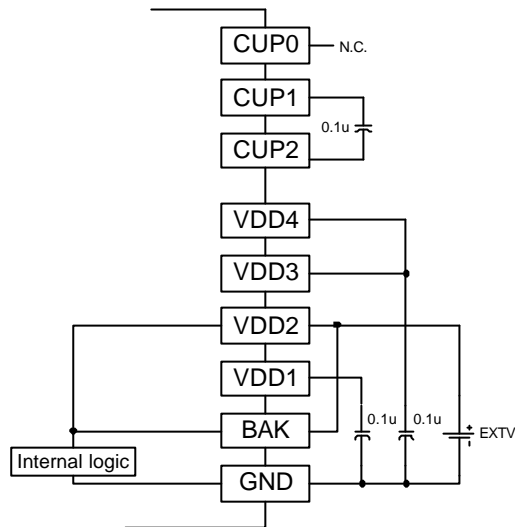 CUP0
N.C.
CUP1
0.1u
CUP2
VDD4
VDD3
VDD2
VDD1
0.1u
0.1u
BAK
+
EXTV
-
Internal logic
GND